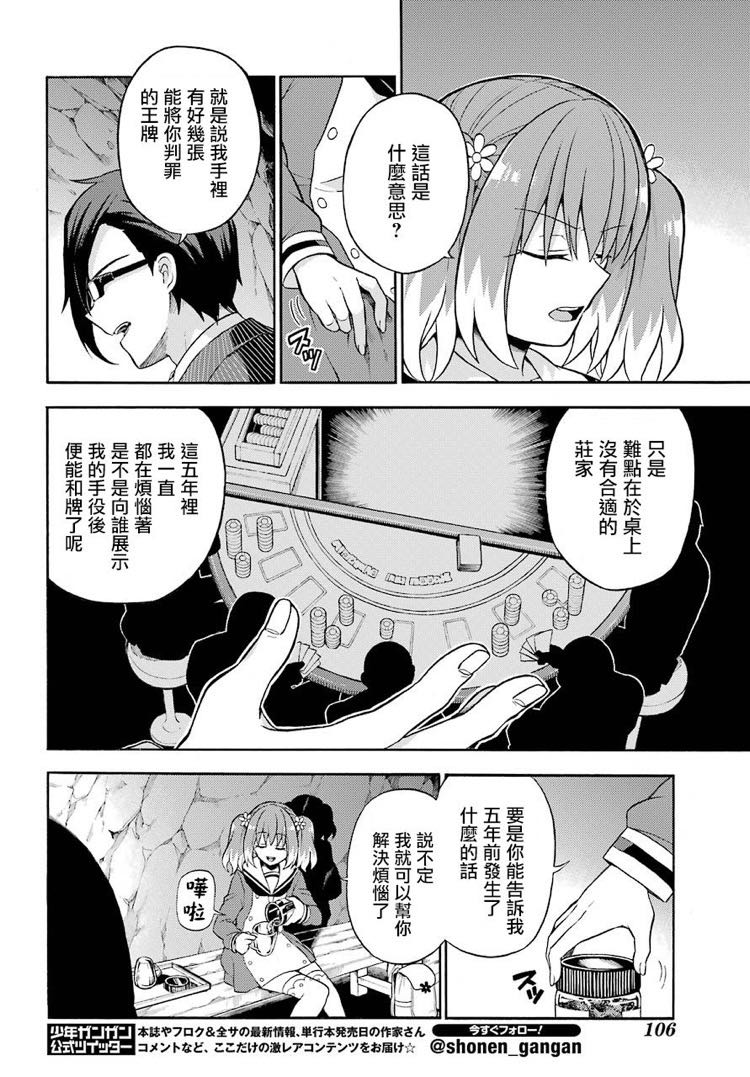 這話是
什麼意思?
スッ
就是說我手裡
有好幾張
能將你判罪
的王牌
只是
難點在於桌上
沒有合適的
莊家
這五年裡
我一直
都在煩惱著
是不是向誰展示
我的手役後
便能和牌了呢
要是你能告訴我
五年前發生了
什麼的話
スッ
說不定
我就可以幫你
解決煩惱了
嘩啦
106
少年ガンガン
公式ツイッター
本誌やフロク&全サの最新情報、単行本発売日の作家さん
コメントなど、ここだけの激レアコンテンツをお届け☆
今すぐフォロー!
@shonen_gangan